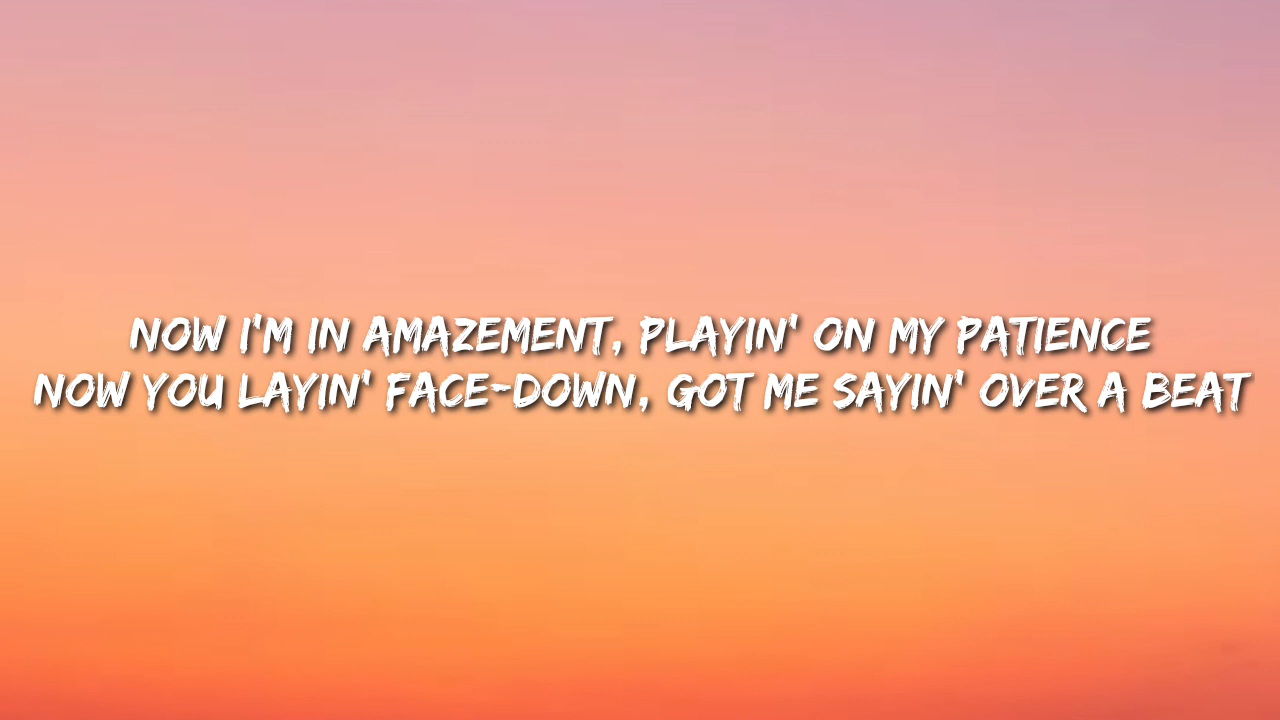 NOW I'M IN AMAZEMENT, PLAYIN' ON MY PATIENCE
NOW YOU LAYIN' FACE-DOWN, GOT ME SAYIN' OVER A BEAT